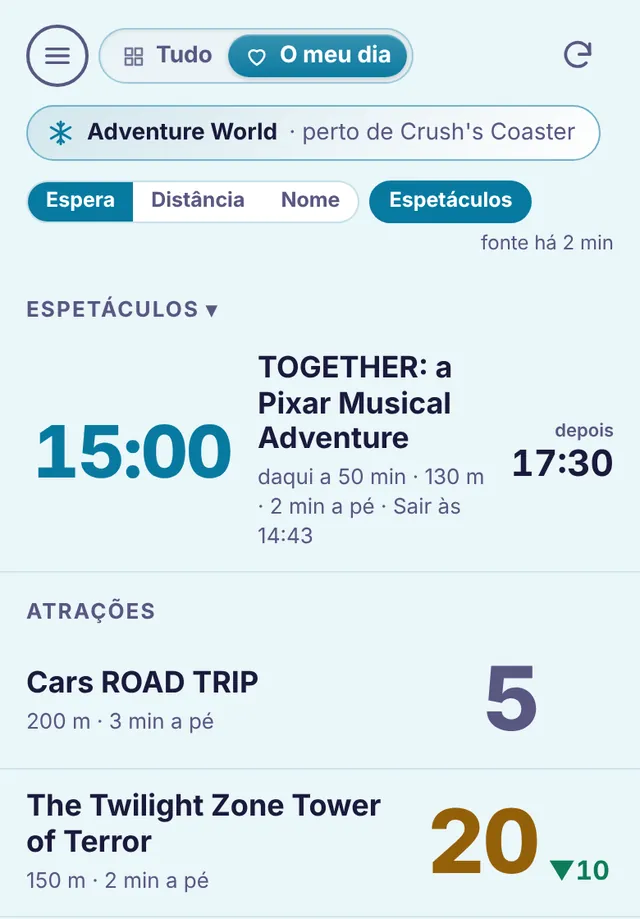 Tudo
O meu dia
Adventure World · perto de Crush's Coaster
Espera Distância Nome Espetáculos
fonte há 2 min
ESPETÁCULOS ▼
15:00
TOGETHER: a
Pixar Musical
Adventure
daqui a 50 min · 130 m
· 2 min a pé · Sair às
14:43
depois
17:30
ATRAÇÕES
Cars ROAD TRIP
200 m · 3 min a pé
5
The Twilight Zone Tower
of Terror
150 m · 2 min a pé
20
▼10